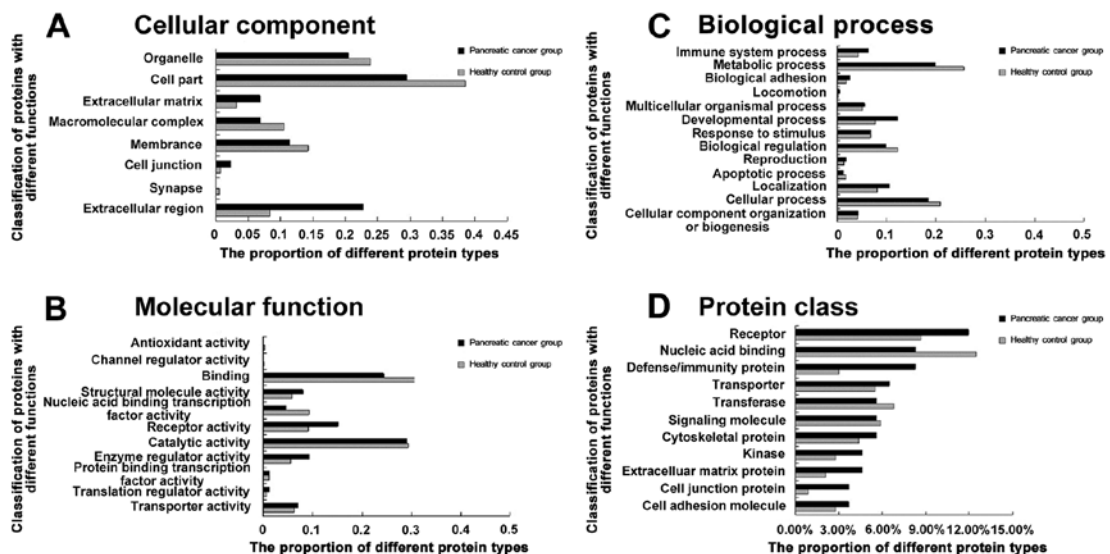 A Cellular component
Classification of proteins with
different functions
Organelle
Cell part
Extracellular matrix
Macromolecular complex
Membrance
Cell junction
Synapse
Extracellular region
0 0.05 0.1 0.15 0.2 0.25 0.3 0.35 0.4 0.45
The proportion of different protein types
Pancreatic cancer group
Healthy control group
C Biological process
Classification of proteins with
different functions
Immune system process
Metabolic process
Biological adhesion
Locomotion
Multicellular organismal process
Developmental process
Response to stimulus
Biological regulation
Reproduction
Apoptotic process
Localization
Cellular process
Cellular component organization
or biogenesis
0 0.1 0.2 0.3 0.4 0.5
The proportion of different protein types
Pancreatic cancer group
Healthy control group
B Molecular function
Classification of proteins with
different functions
Antioxidant activity
Channel regulator activity
Binding
Structural molecule activity
Nucleic acid binding transcription
factor activity
Receptor activity
Catalytic activity
Enzyme regulator activity
Protein binding transcription
factor activity
Translation regulator activity
Transporter activity
0 0.1 0.2 0.3 0.4 0.5
The proportion of different protein types
Pancreatic cancer group
Healthy control group
D Protein class
Classification of proteins with
different functions
Receptor
Nucleic acid binding
Defense/immunity protein
Transporter
Transferase
Signaling molecule
Cytoskeletal protein
Kinase
Extracelluar matrix protein
Cell junction protein
Cell adhesion molecule
0.00% 3.00% 6.00% 9.00% 12.00% 15.00%
The proportion of different protein types
Pancreatic cancer group
Healthy control group